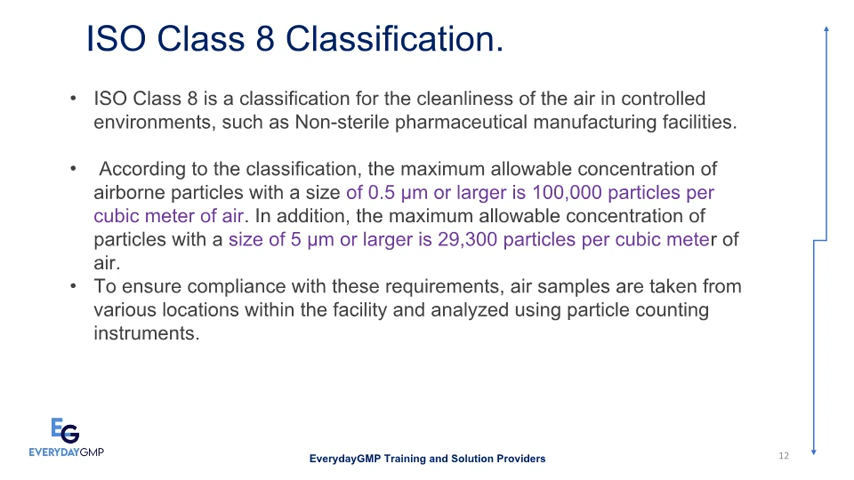 ISO Class 8 Classification.
• ISO Class 8 is a classification for the cleanliness of the air in controlled
environments, such as Non-sterile pharmaceutical manufacturing facilities.
• According to the classification, the maximum allowable concentration of
airborne particles with a size of 0.5 μm or larger is 100,000 particles per
cubic meter of air. In addition, the maximum allowable concentration of
particles with a size of 5 μm or larger is 29,300 particles per cubic meter of
air.
• To ensure compliance with these requirements, air samples are taken from
various locations within the facility and analyzed using particle counting
instruments.
EG
EVERYDAYGMP
EverydayGMP Training and Solution Providers
12